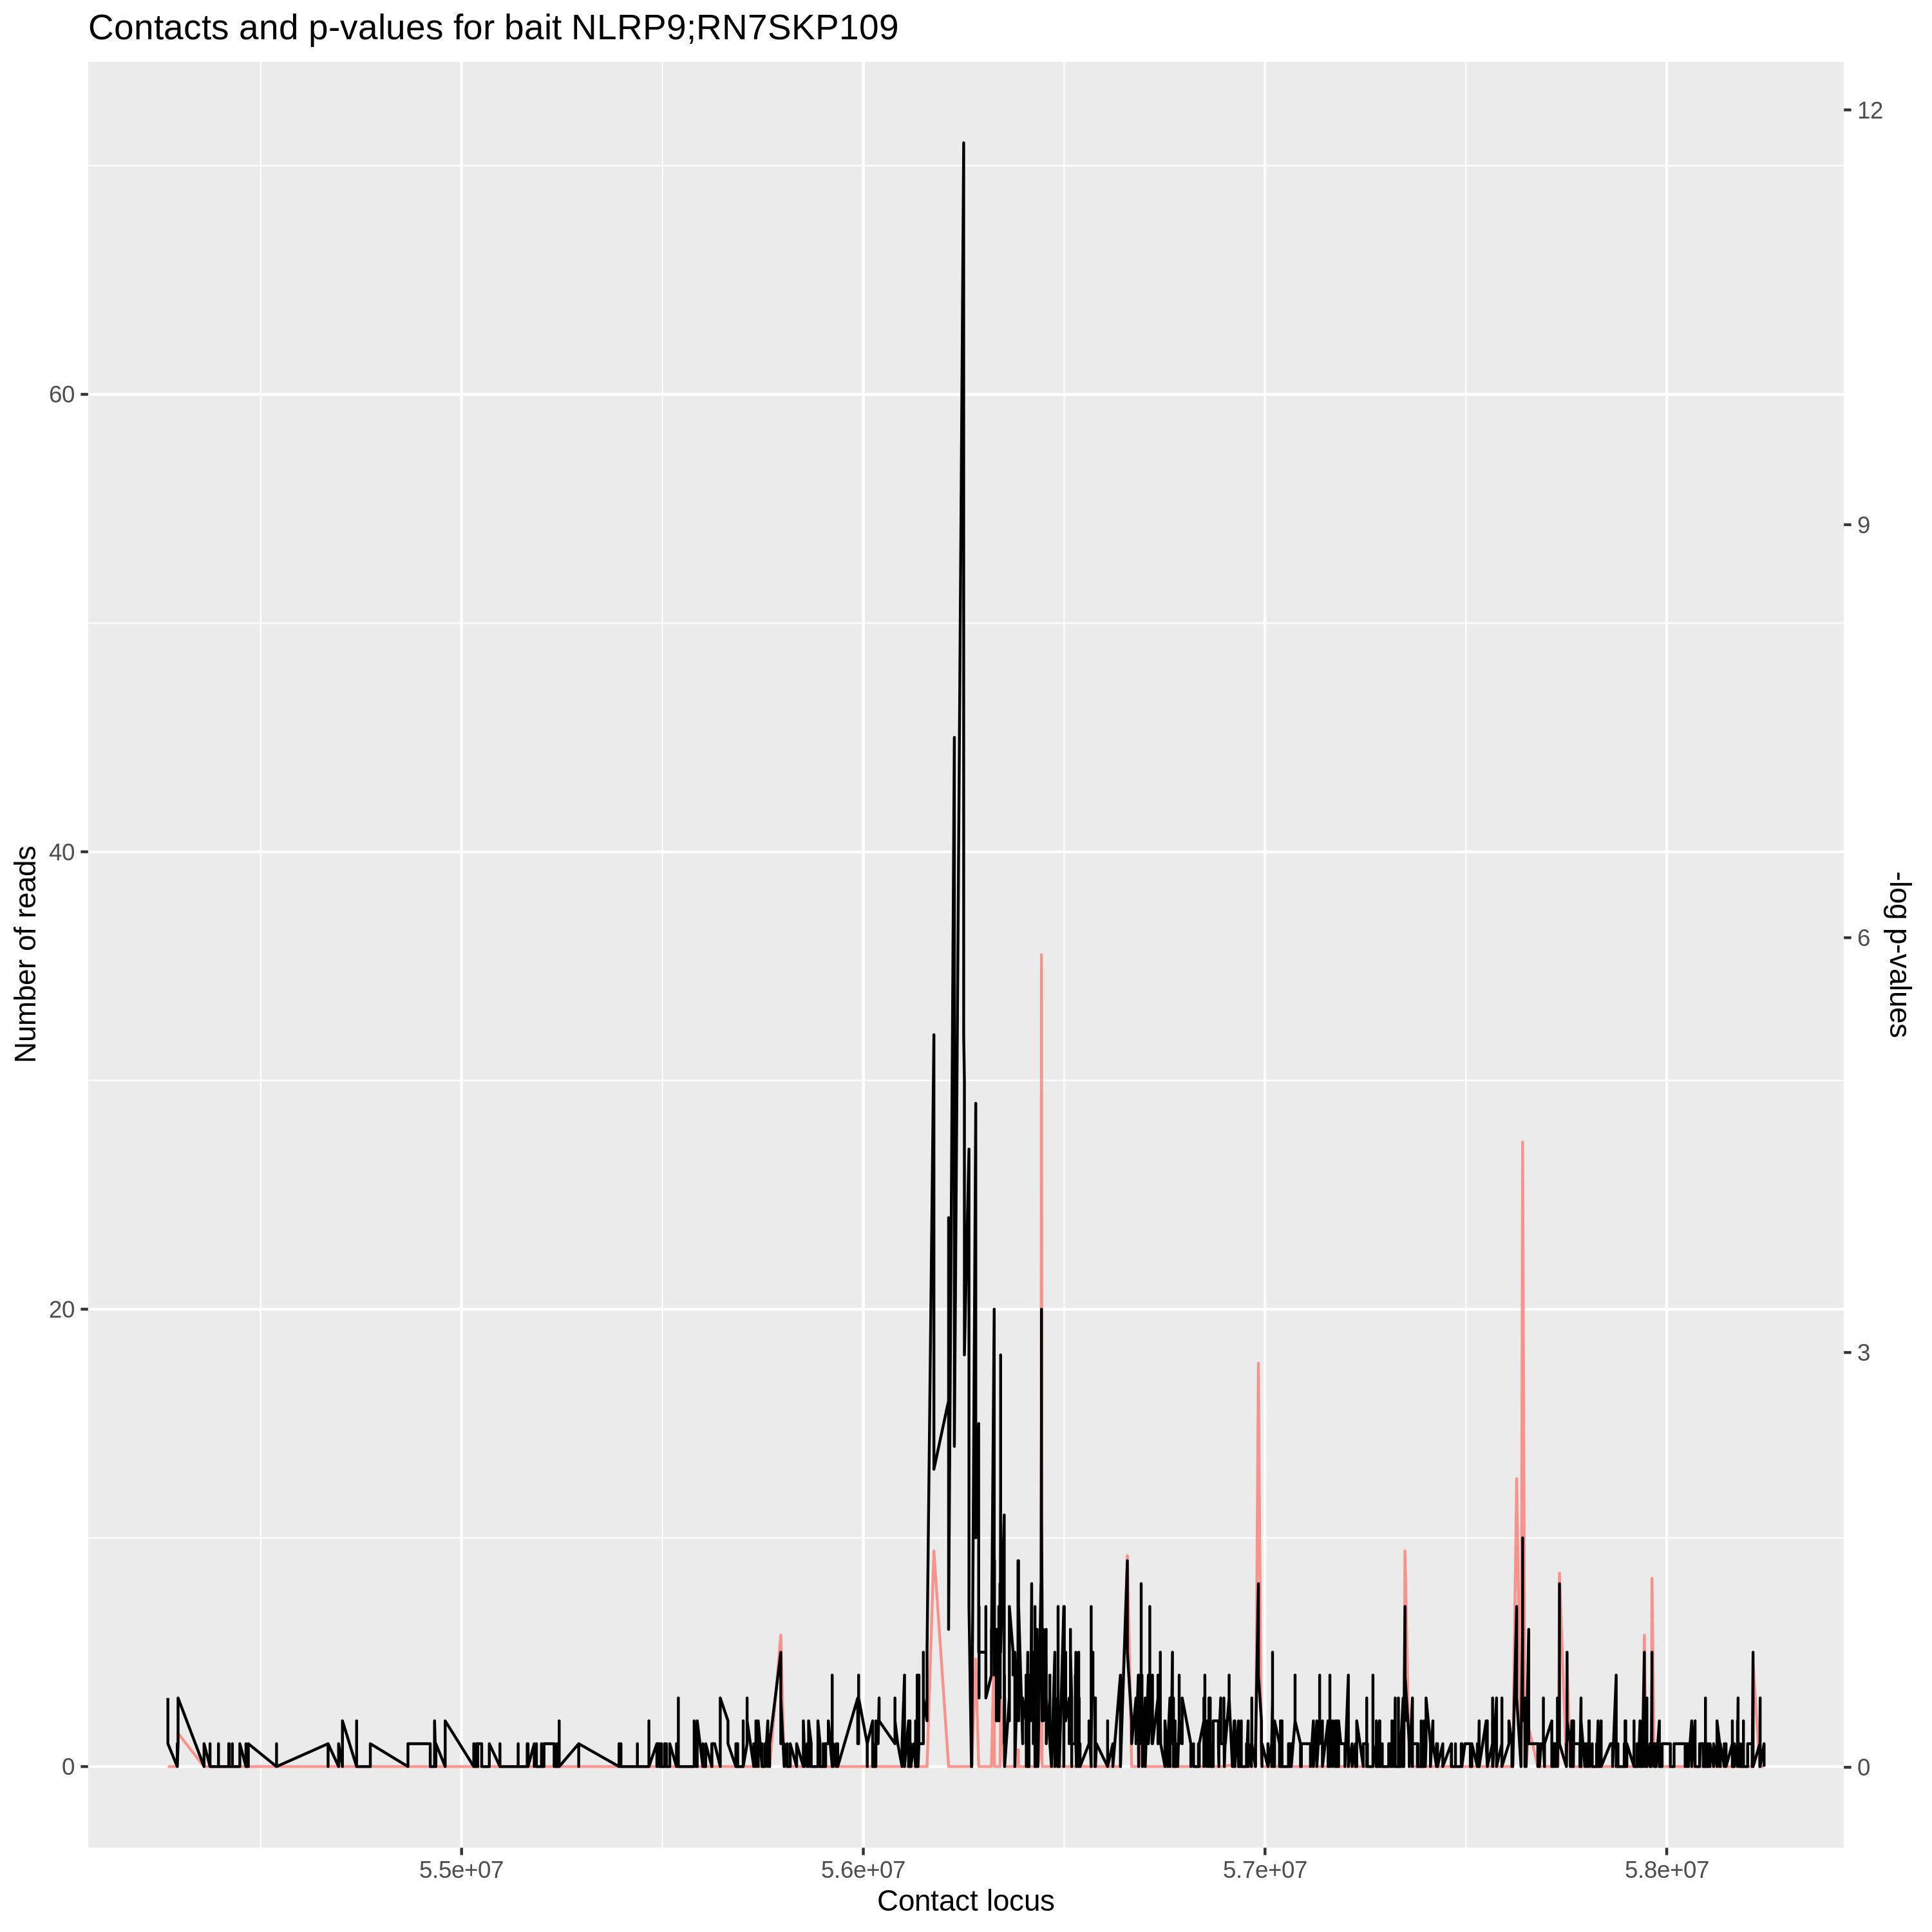 Contacts and p-values for bait NLRP9;RN7SKP109
12
9
6
3
0
60
40
20
0
Number of reads
-log p-values
5.5e+07
5.6e+07
5.7e+07
5.8e+07
Contact locus